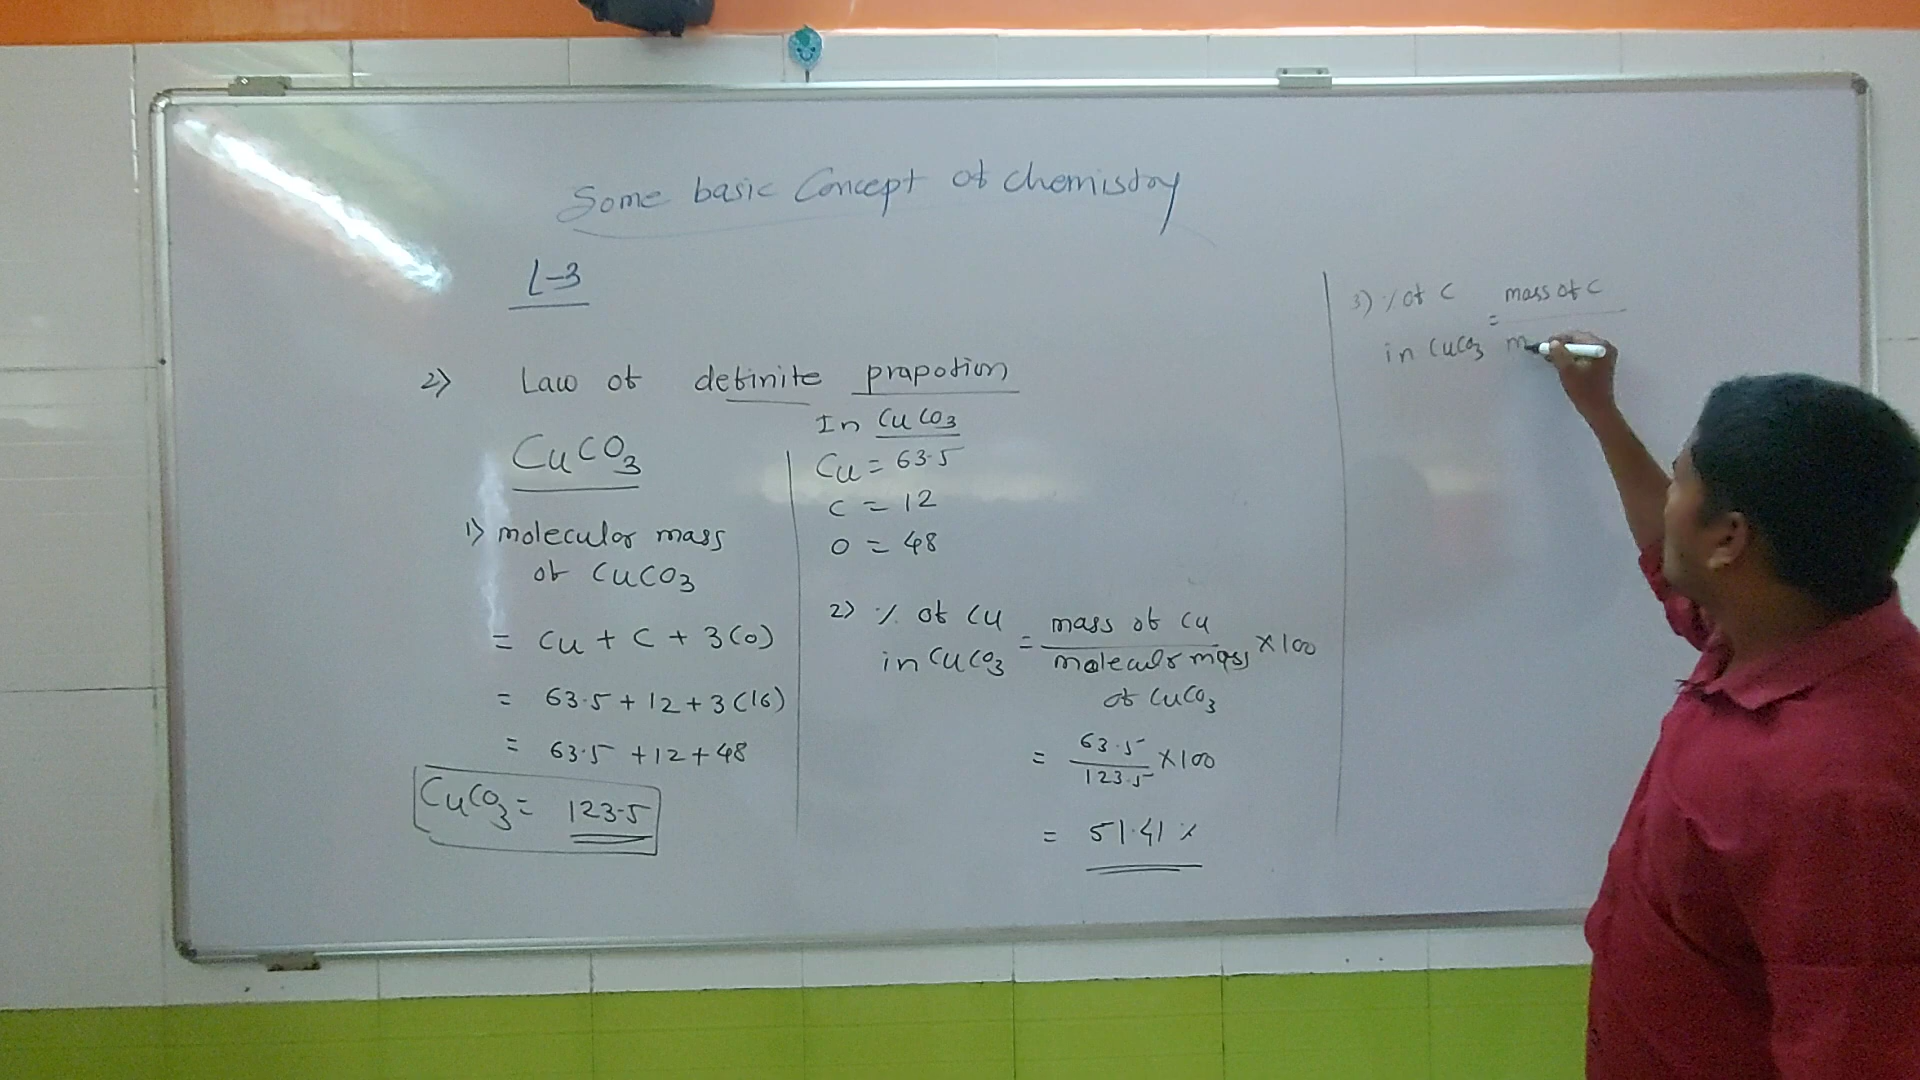 Some basic Concept of chemistry
L-3
2) Law of definite prapotion
CuCO3
1) molecular mass
of CuCO3
= Cu + C + 3(O)
= 63.5 + 12 + 3(16)
= 63.5 + 12 + 48
CuCO3 = 123.5
In CuCO3
Cu = 63.5
C = 12
O = 48
2) % of Cu
in CuCO3
= mass of Cu
molecular mass
of CuCO3
×100
= 63.5
123.5
×100
= 51.41 %
3) % of C
in CuCO3
= mass of C
m